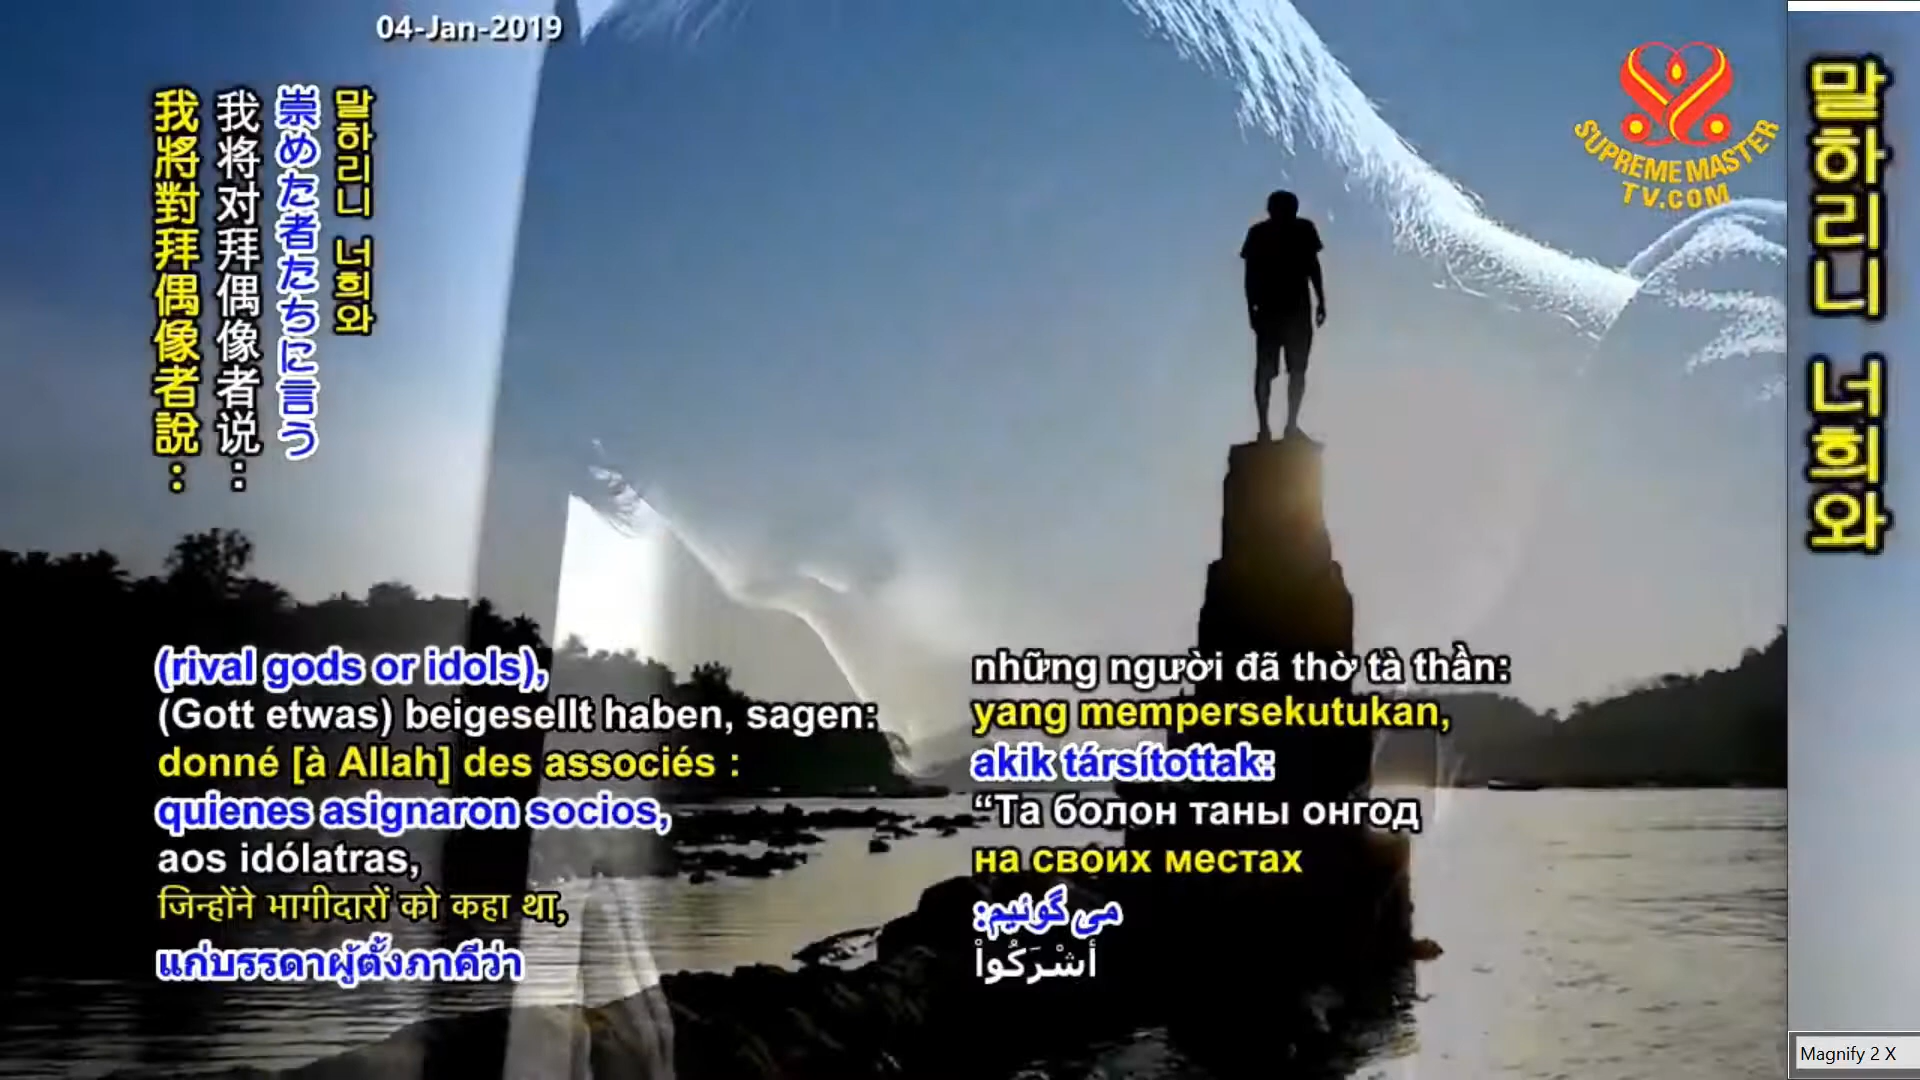 04-Jan-2019
SUPREME MASTER
TV.COM
말하리니 너희와
崇めた者たちに言う
我将对拜偶像者说：
我將對拜偶像者說：
말하리니 너희와
(rival gods or idols),
(Gott etwas) beigesellt haben, sagen:
donné [à Allah] des associés :
quienes asignaron socios,
aos idólatras,
जिन्होंने भागीदारों को कहा था,
แก่บรรดาผู้ตั้งภาคีว่า
những người đã thờ tà thần:
yang mempersekutukan,
akik társítottak:
“Та болон таны онгод
на своих местах
می گوئیم:
أَشْرَكُواْ
Magnify 2 X